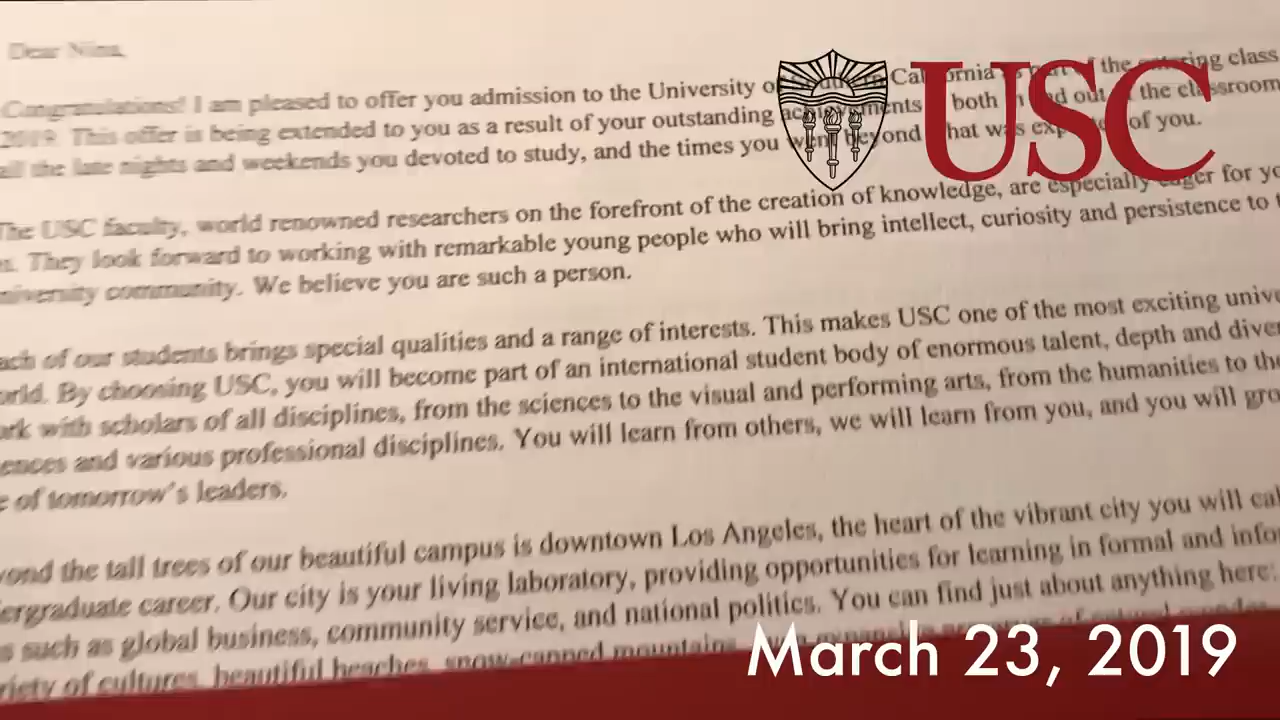 Dear Nina,
USC
Congratulations! I am pleased to offer you admission to the University of Southern California as part of the entering class
2019. This offer is being extended to you as a result of your outstanding achievements both in and out of the classroom
all the late nights and weekends you devoted to study, and the times you went beyond what was expected of you.
The USC faculty, world renowned researchers on the forefront of the creation of knowledge, are especially eager for yo
s. They look forward to working with remarkable young people who will bring intellect, curiosity and persistence to t
niversity community. We believe you are such a person.
ach of our students brings special qualities and a range of interests. This makes USC one of the most exciting unive
orld. By choosing USC, you will become part of an international student body of enormous talent, depth and diver
ork with scholars of all disciplines, from the sciences to the visual and performing arts, from the humanities to the
ences and various professional disciplines. You will learn from others, we will learn from you, and you will gro
e of tomorrow's leaders.
yond the tall trees of our beautiful campus is downtown Los Angeles, the heart of the vibrant city you will cal
ergraduate career. Our city is your living laboratory, providing opportunities for learning in formal and infor
s such as global business, community service, and national politics. You can find just about anything here:
riety of cultures, beautiful beaches, snow-capped mountains
March 23, 2019